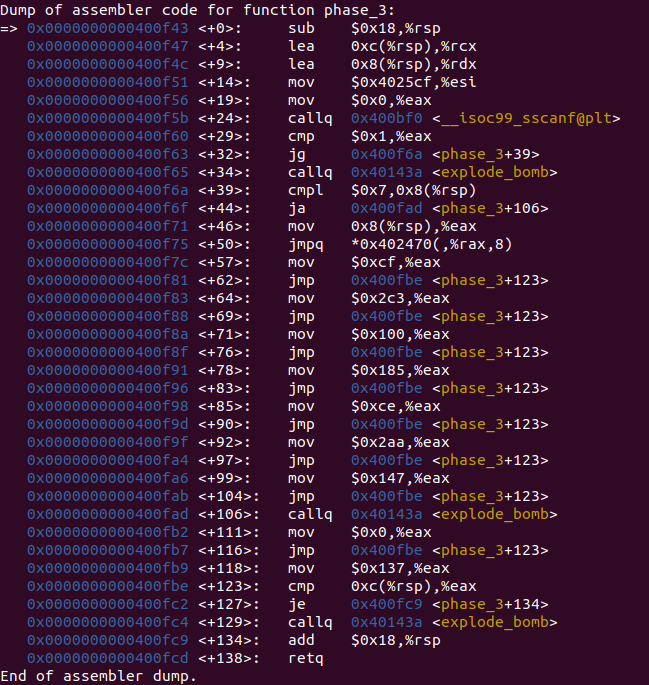 Dump of assembler code for function phase_3:
=> 0x0000000000400f43 <+0>:     sub    $0x18,%rsp
   0x0000000000400f47 <+4>:     lea    0xc(%rsp),%rcx
   0x0000000000400f4c <+9>:     lea    0x8(%rsp),%rdx
   0x0000000000400f51 <+14>:    mov    $0x4025cf,%esi
   0x0000000000400f56 <+19>:    mov    $0x0,%eax
   0x0000000000400f5b <+24>:    callq  0x400bf0 <__isoc99_sscanf@plt>
   0x0000000000400f60 <+29>:    cmp    $0x1,%eax
   0x0000000000400f63 <+32>:    jg     0x400f6a <phase_3+39>
   0x0000000000400f65 <+34>:    callq  0x40143a <explode_bomb>
   0x0000000000400f6a <+39>:    cmpl   $0x7,0x8(%rsp)
   0x0000000000400f6f <+44>:    ja     0x400fad <phase_3+106>
   0x0000000000400f71 <+46>:    mov    0x8(%rsp),%eax
   0x0000000000400f75 <+50>:    jmpq   *0x402470(,%rax,8)
   0x0000000000400f7c <+57>:    mov    $0xcf,%eax
   0x0000000000400f81 <+62>:    jmp    0x400fbe <phase_3+123>
   0x0000000000400f83 <+64>:    mov    $0x2c3,%eax
   0x0000000000400f88 <+69>:    jmp    0x400fbe <phase_3+123>
   0x0000000000400f8a <+71>:    mov    $0x100,%eax
   0x0000000000400f8f <+76>:    jmp    0x400fbe <phase_3+123>
   0x0000000000400f91 <+78>:    mov    $0x185,%eax
   0x0000000000400f96 <+83>:    jmp    0x400fbe <phase_3+123>
   0x0000000000400f98 <+85>:    mov    $0xce,%eax
   0x0000000000400f9d <+90>:    jmp    0x400fbe <phase_3+123>
   0x0000000000400f9f <+92>:    mov    $0x2aa,%eax
   0x0000000000400fa4 <+97>:    jmp    0x400fbe <phase_3+123>
   0x0000000000400fa6 <+99>:    mov    $0x147,%eax
   0x0000000000400fab <+104>:   jmp    0x400fbe <phase_3+123>
   0x0000000000400fad <+106>:   callq  0x40143a <explode_bomb>
   0x0000000000400fb2 <+111>:   mov    $0x0,%eax
   0x0000000000400fb7 <+116>:   jmp    0x400fbe <phase_3+123>
   0x0000000000400fb9 <+118>:   mov    $0x137,%eax
   0x0000000000400fbe <+123>:   cmp    0xc(%rsp),%eax
   0x0000000000400fc2 <+127>:   je     0x400fc9 <phase_3+134>
   0x0000000000400fc4 <+129>:   callq  0x40143a <explode_bomb>
   0x0000000000400fc9 <+134>:   add    $0x18,%rsp
   0x0000000000400fcd <+138>:   retq
End of assembler dump.